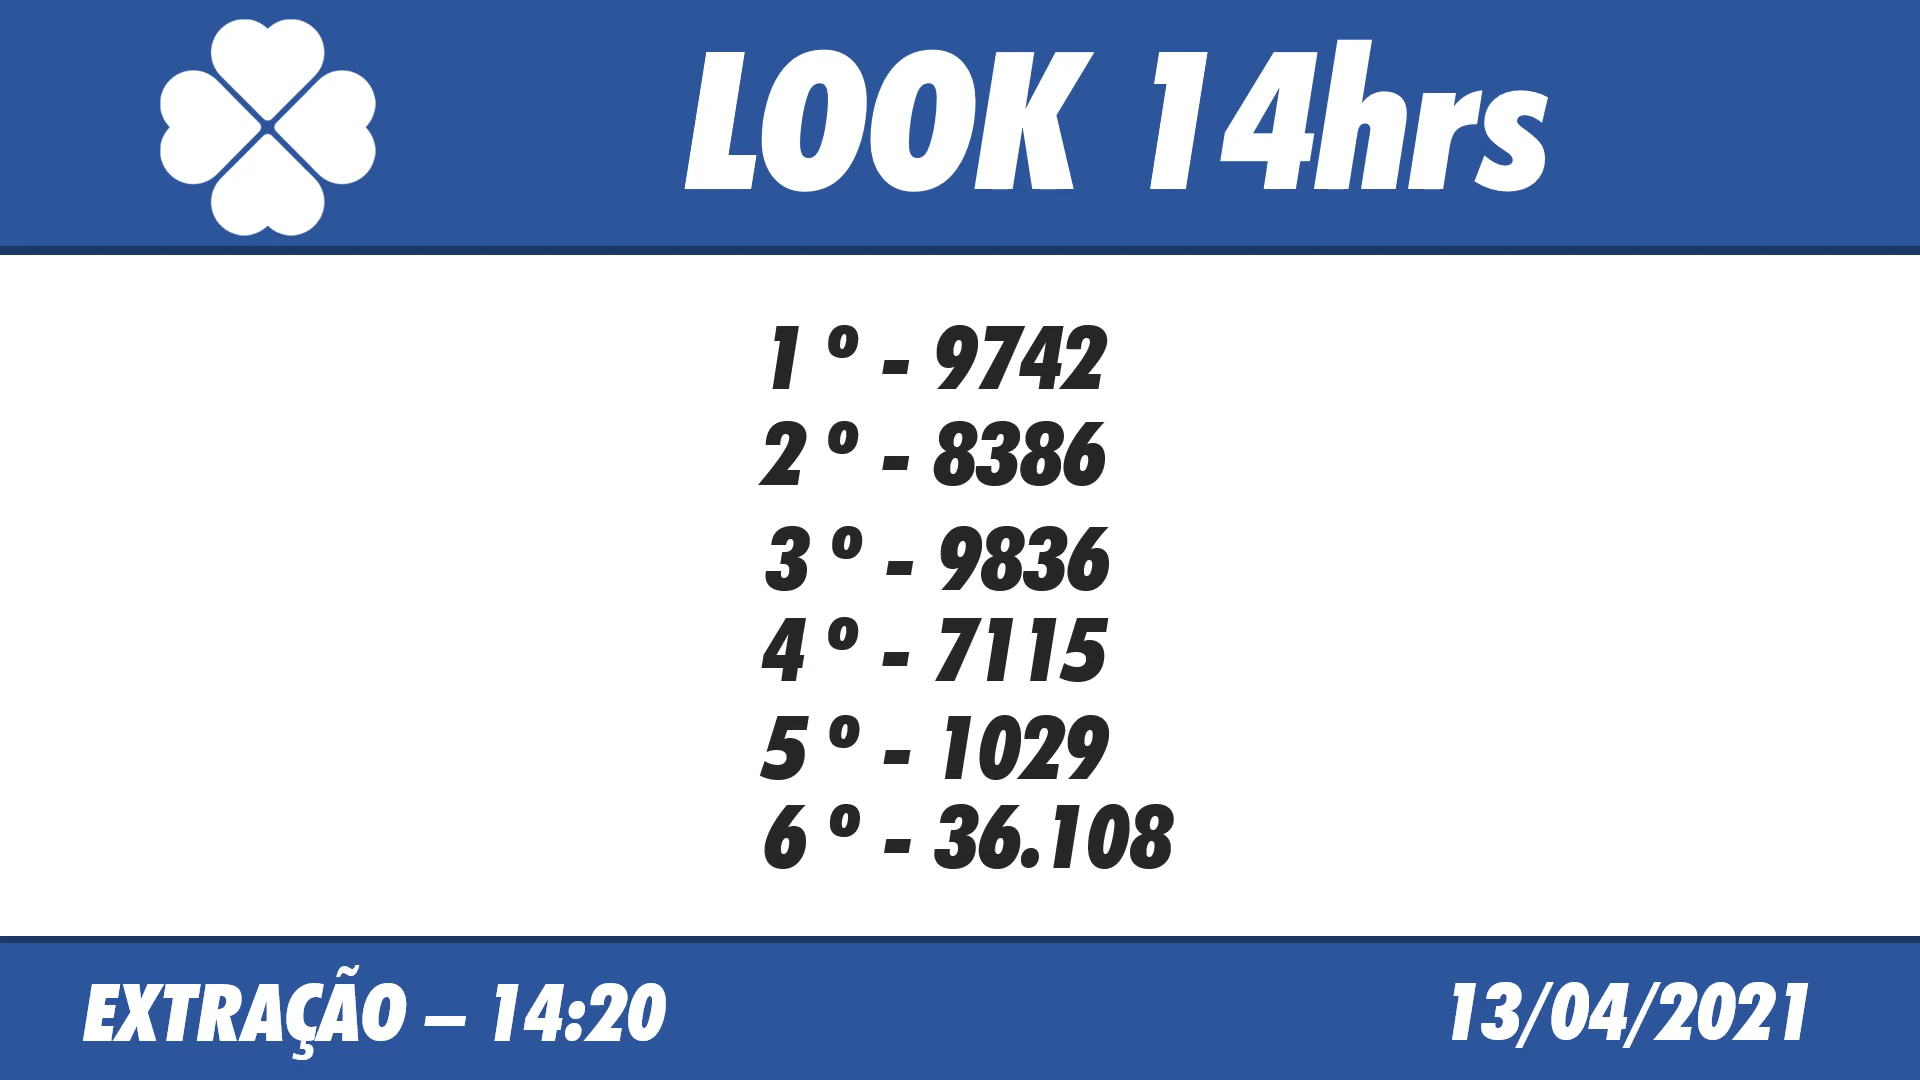 LOOK 14hrs
1 º - 9742
2 º - 8386
3 º - 9836
4 º - 7115
5 º - 1029
6 º - 36.108
EXTRAÇÃO – 14:20
13/04/2021